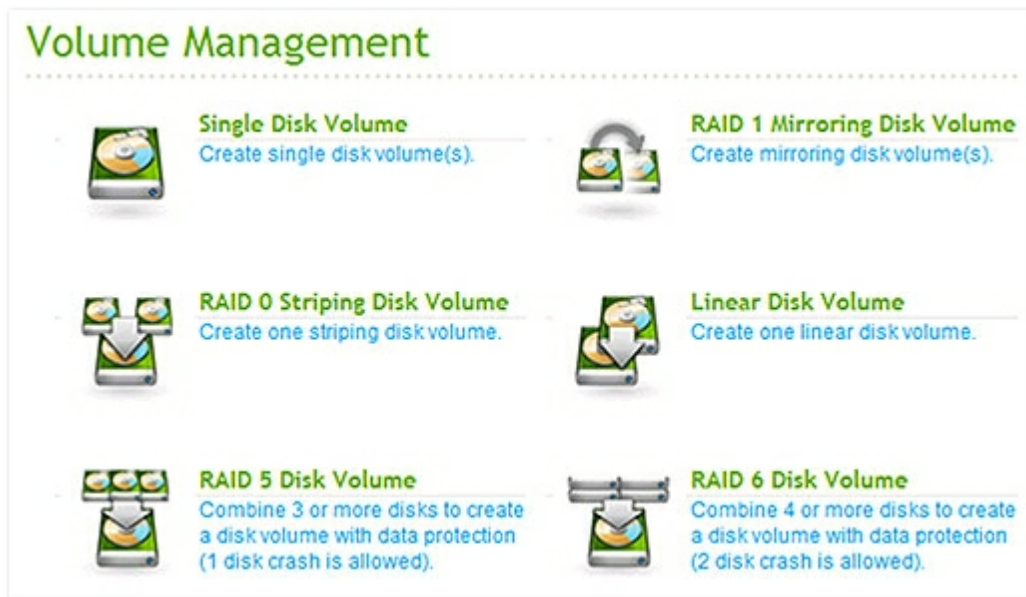 Volume Management
Single Disk Volume
Create single disk volume(s).
RAID 1 Mirroring Disk Volume
Create mirroring disk volume(s).
RAID 0 Striping Disk Volume
Create one striping disk volume.
Linear Disk Volume
Create one linear disk volume.
RAID 5 Disk Volume
Combine 3 or more disks to create
a disk volume with data protection
(1 disk crash is allowed).
RAID 6 Disk Volume
Combine 4 or more disks to create
a disk volume with data protection
(2 disk crash is allowed).